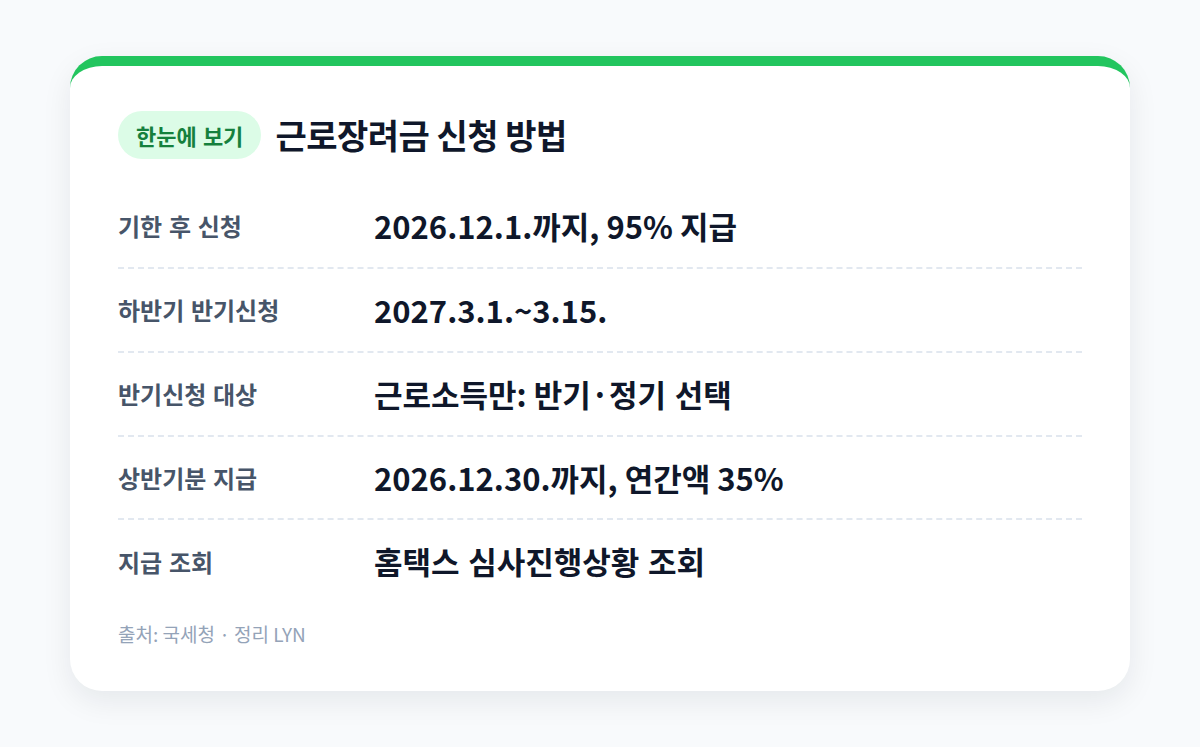 한눈에 보기 근로장려금 신청 방법
기한 후 신청 2026.12.1.까지, 95% 지급
하반기 반기신청 2027.3.1.~3.15.
반기신청 대상 근로소득만: 반기·정기 선택
상반기분 지급 2026.12.30.까지, 연간액 35%
지급 조회 홈택스 심사진행상황 조회
출처: 국세청 · 정리 LYN